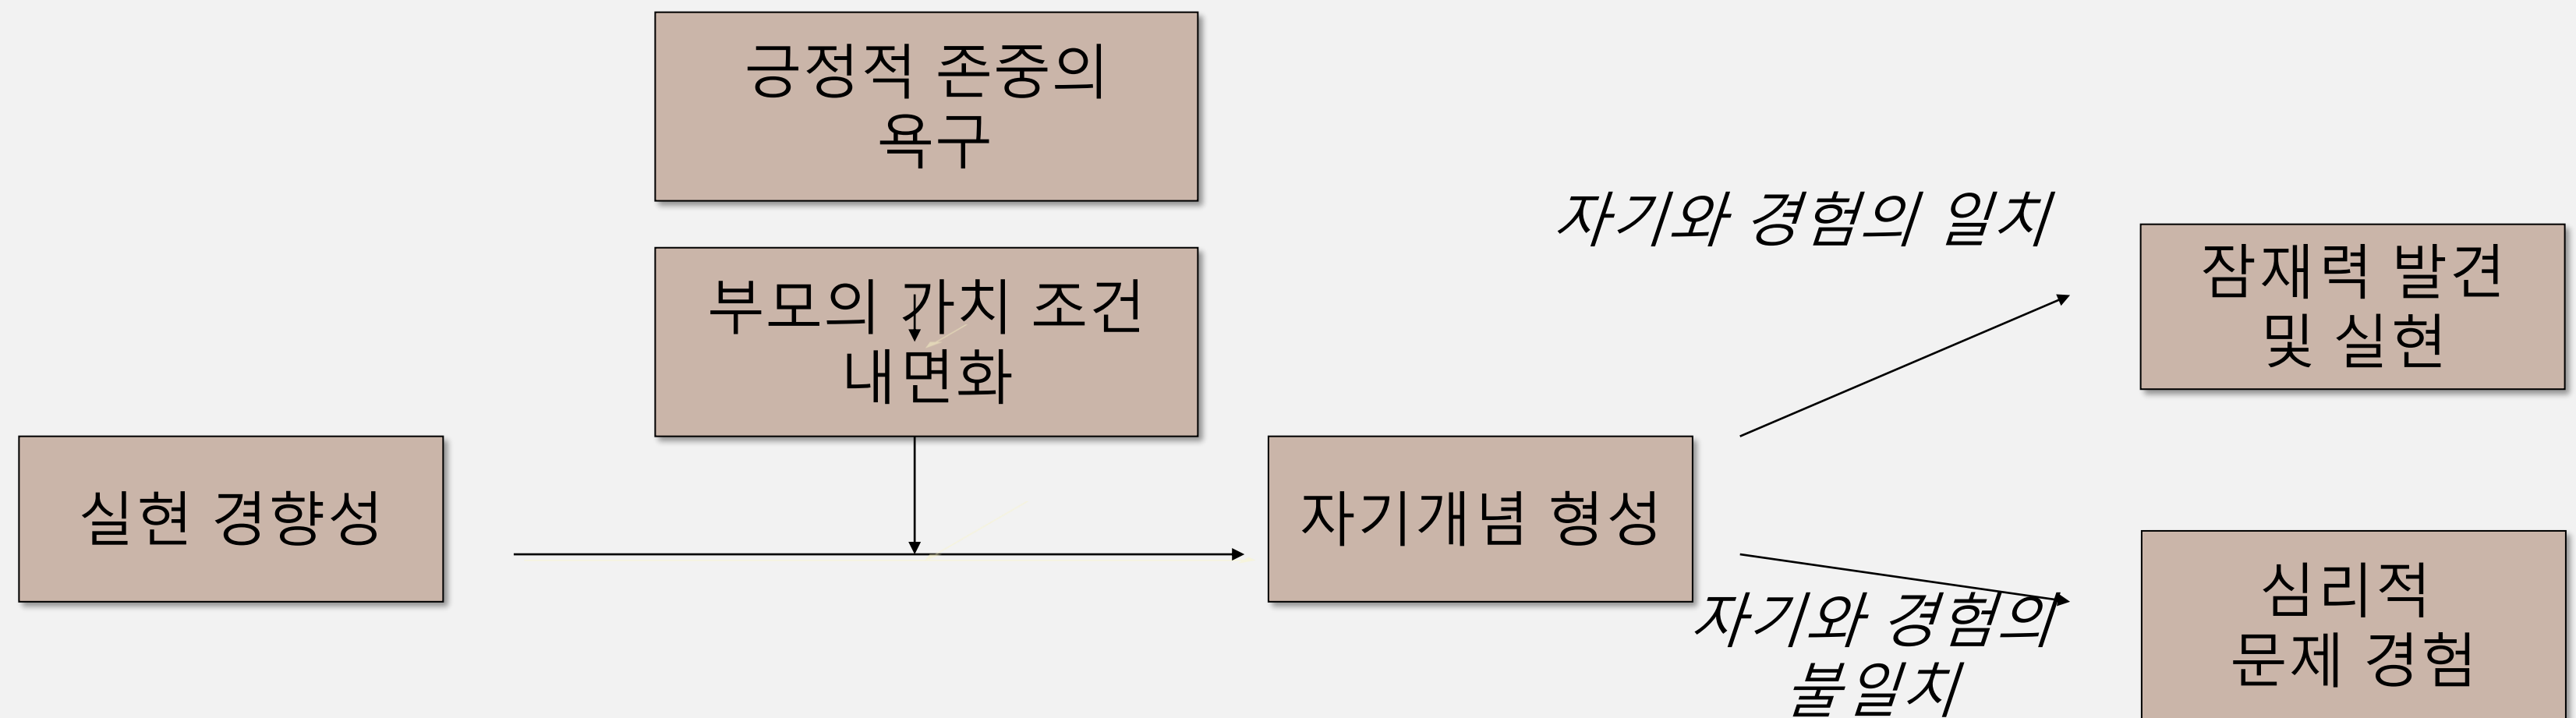 긍정적 존중의
욕구
부모의 가치 조건
내면화
실현 경향성
자기개념 형성
자기와 경험의 일치
잠재력 발견
및 실현
자기와 경험의
불일치
심리적
문제 경험